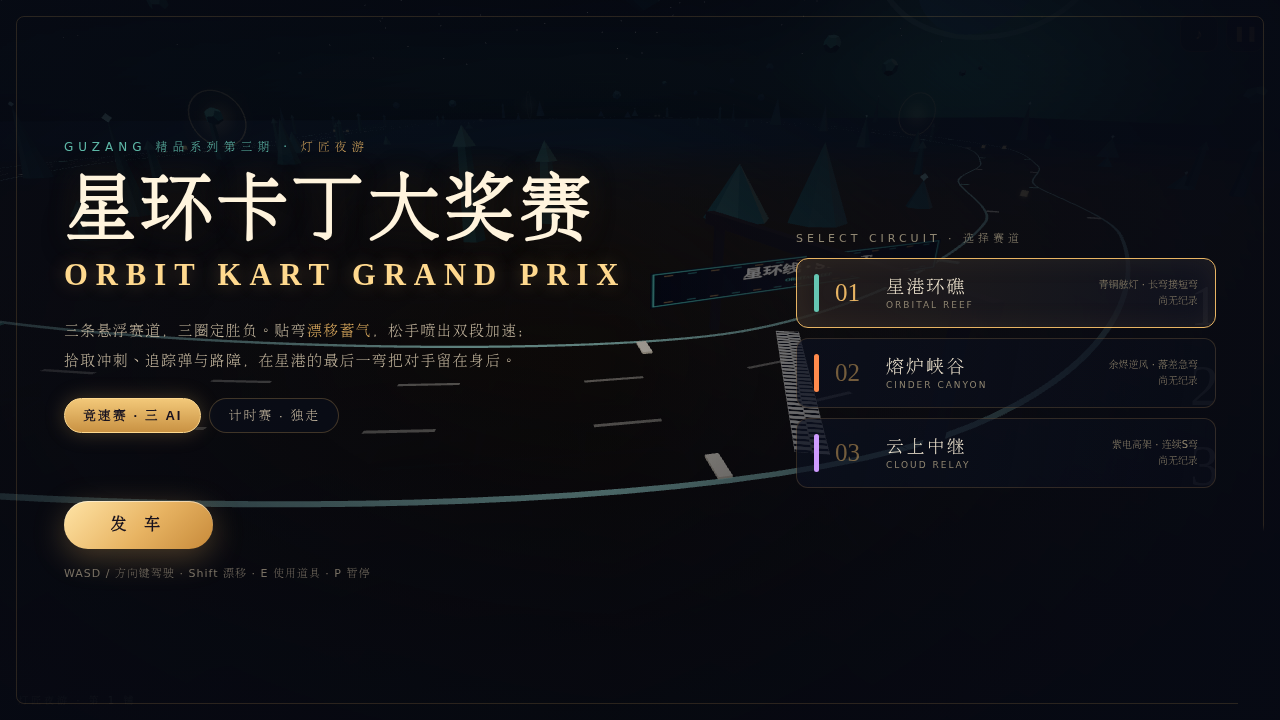 GUZANG 精品系列第三期 · 灯匠夜游
星环卡丁大奖赛
ORBIT KART GRAND PRIX
三条悬浮赛道，三圈定胜负。贴弯漂移蓄气，松手喷出双段加速；
拾取冲刺、追踪弹与路障，在星港的最后一弯把对手留在身后。
竞速赛 · 三 AI
计时赛 · 独走
发 车
WASD / 方向键驾驶 · Shift 漂移 · E 使用道具 · P 暂停
SELECT CIRCUIT · 选择赛道
01
星港环礁
ORBITAL REEF
青铜舷灯 · 长弯接短弯
尚无纪录
1
02
熔炉峡谷
CINDER CANYON
余烬逆风 · 落差急弯
尚无纪录
2
03
云上中继
CLOUD RELAY
紫电高架 · 连续S弯
尚无纪录
3
星环线